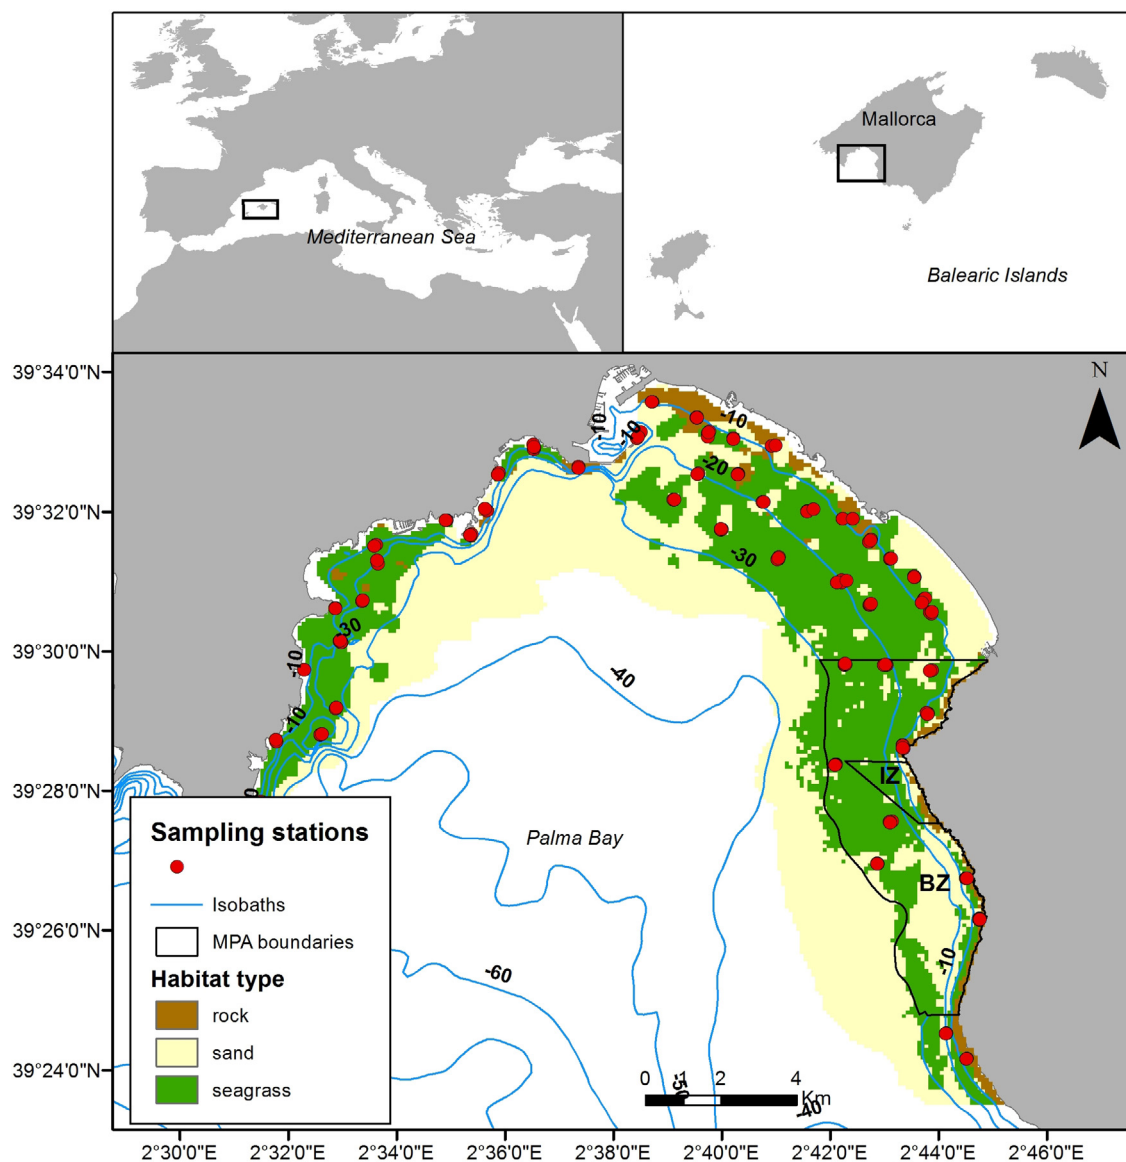 Mediterranean Sea
Mallorca
Balearic Islands
39°34'0"N
39°32'0"N
39°30'0"N
39°28'0"N
39°26'0"N
39°24'0"N
N
-10
-10
-10
-20
-30
-30
-10
-40
-10
0
IZ
Palma Bay
BZ
-10
-60
-50
-40
Sampling stations
Isobaths
MPA boundaries
Habitat type
rock
sand
seagrass
0 1 2 4
Km
2°30'0"E 2°32'0"E 2°34'0"E 2°36'0"E 2°38'0"E 2°40'0"E 2°42'0"E 2°44'0"E 2°46'0"E